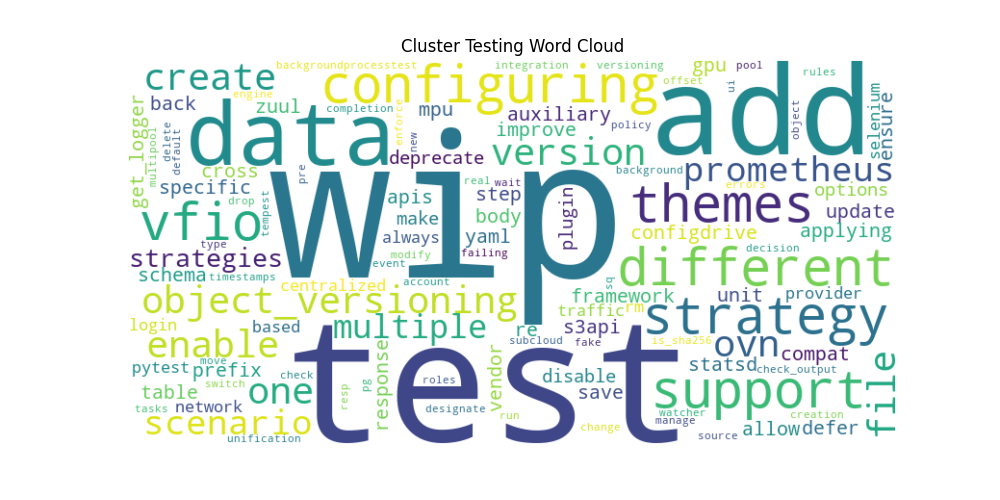 Cluster Testing Word Cloud
backgroundprocesstest
integration
versioning
gpu
pool
rules
create
configuring
offset
ui
add
engine
back
zuul
completion
enforce
mpu
auxiliary
policy
object
selenium
ensure
get_logger
multipool
delete
default
data
new
improve
deprecate
version
background
prometheus
errors
cross
specific
pre
wip
real
wait
step
apis
plugin
themes
options
drop
tempest
make
body
update
vfio
type
always
yaml
configdrive
applying
strategies
modify
failing
decision
schema
timestamps
event
account
sq
different
centralized
object_versioning
framework
unit
provider
traffic
rm
strategy
login
based
multiple
re
s3api
fake
subcloud
is_sha256
enable
test
ovn
compat
pytest
move
prefix
check
response
vendor
disable
statsd
check_output
file
tasks
switch
table
one
resp
pg
roles
save
support
network
designate
run
watcher
manage
creation
scenario
change
source
allow
defer
unification